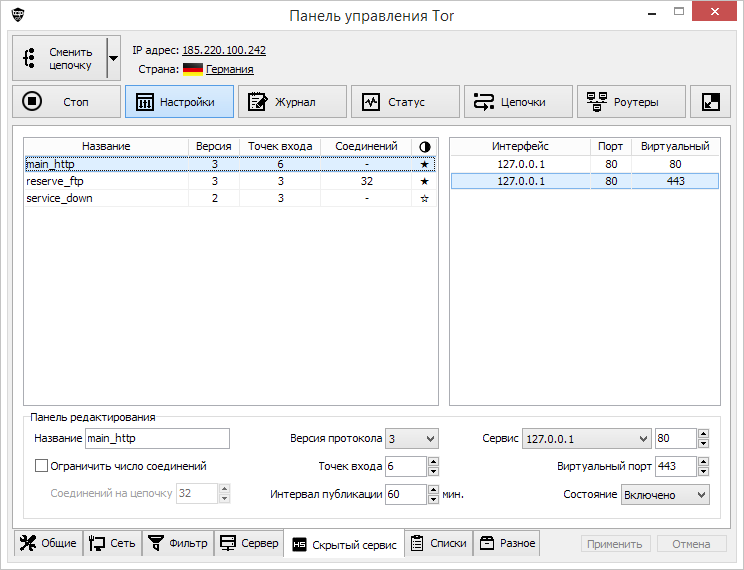 Панель управления Tor
Сменить цепочку
IP адрес: 185.220.100.242
Страна: Германия
Стоп
Настройки
Журнал
Статус
Цепочки
Роутеры
Название Версия Точек входа Соединений
main_http 3 6 -
reserve_ftp 3 3 32
service_down 2 3 -
Интерфейс Порт Виртуальный
127.0.0.1 80 80
127.0.0.1 80 443
Панель редактирования
Название main_http Версия протокола 3 Сервис 127.0.0.1 80
Ограничить число соединений Точек входа 6 Виртуальный порт 443
Соединений на цепочку 32 Интервал публикации 60 мин. Состояние Включено
Общие Сеть Фильтр Сервер HS Скрытый сервис Списки Разное Применить Отмена